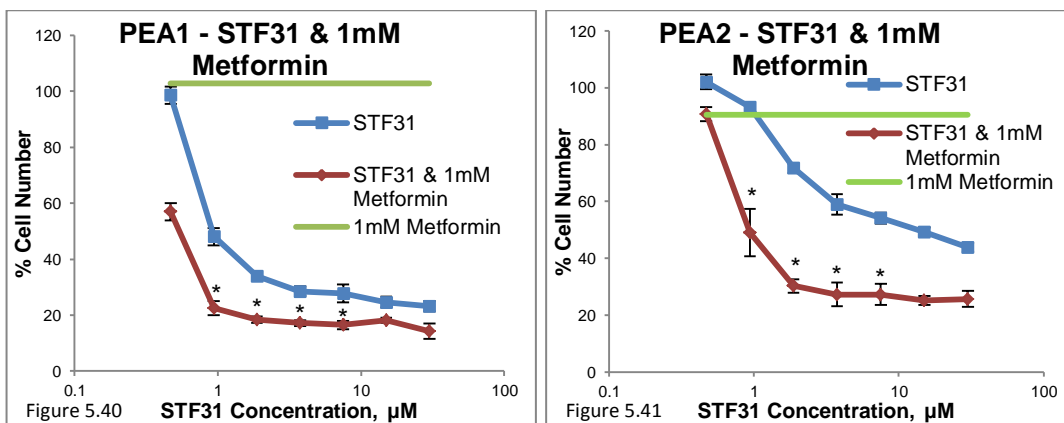 PEA1 - STF31 & 1mM
Metformin
120
100
80
60
40
20
0
% Cell Number
STF31
STF31 & 1mM
Metformin
1mM Metformin
*
*
*
*
0.1
1
10
100
Figure 5.40
STF31 Concentration, µM
PEA2 - STF31 & 1mM
Metformin
120
100
80
60
40
20
0
% Cell Number
STF31
STF31 & 1mM
Metformin
1mM Metformin
*
*
*
*
0.1
1
10
100
Figure 5.41
STF31 Concentration, µM